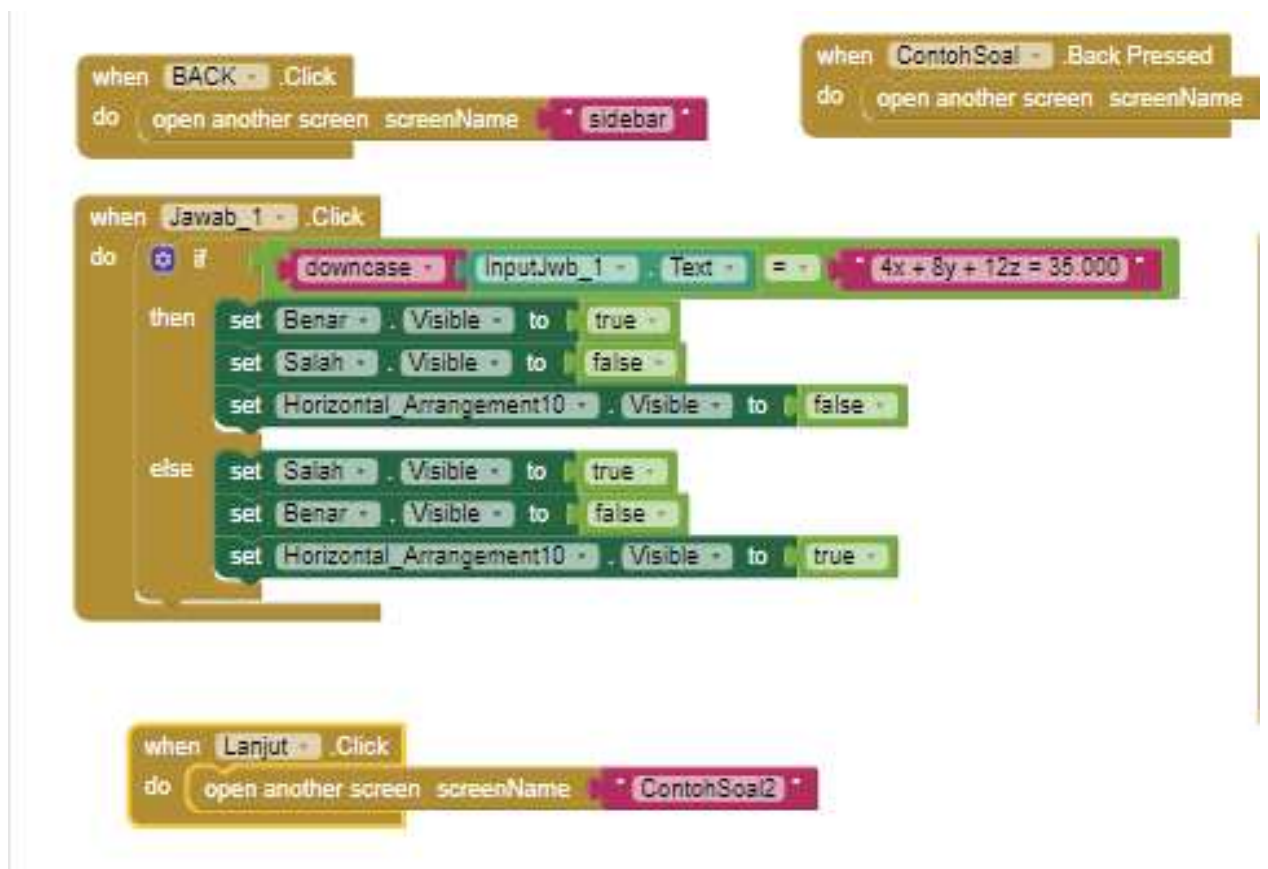 when BACK .Click
do open another screen screenName " sidebar "
when ContohSoal .Back Pressed
do open another screen screenName
when Jawab_1 .Click
do if downcase InputJwb_1 . Text = " 4x + 8y + 12z = 35.000 "
then set Benar . Visible to true
set Salah . Visible to false
set Horizontal_Arrangement10 . Visible to false
else set Salah . Visible to true
set Benar . Visible to false
set Horizontal_Arrangement10 . Visible to true
when Lanjut .Click
do open another screen screenName " ContohSoal2 "